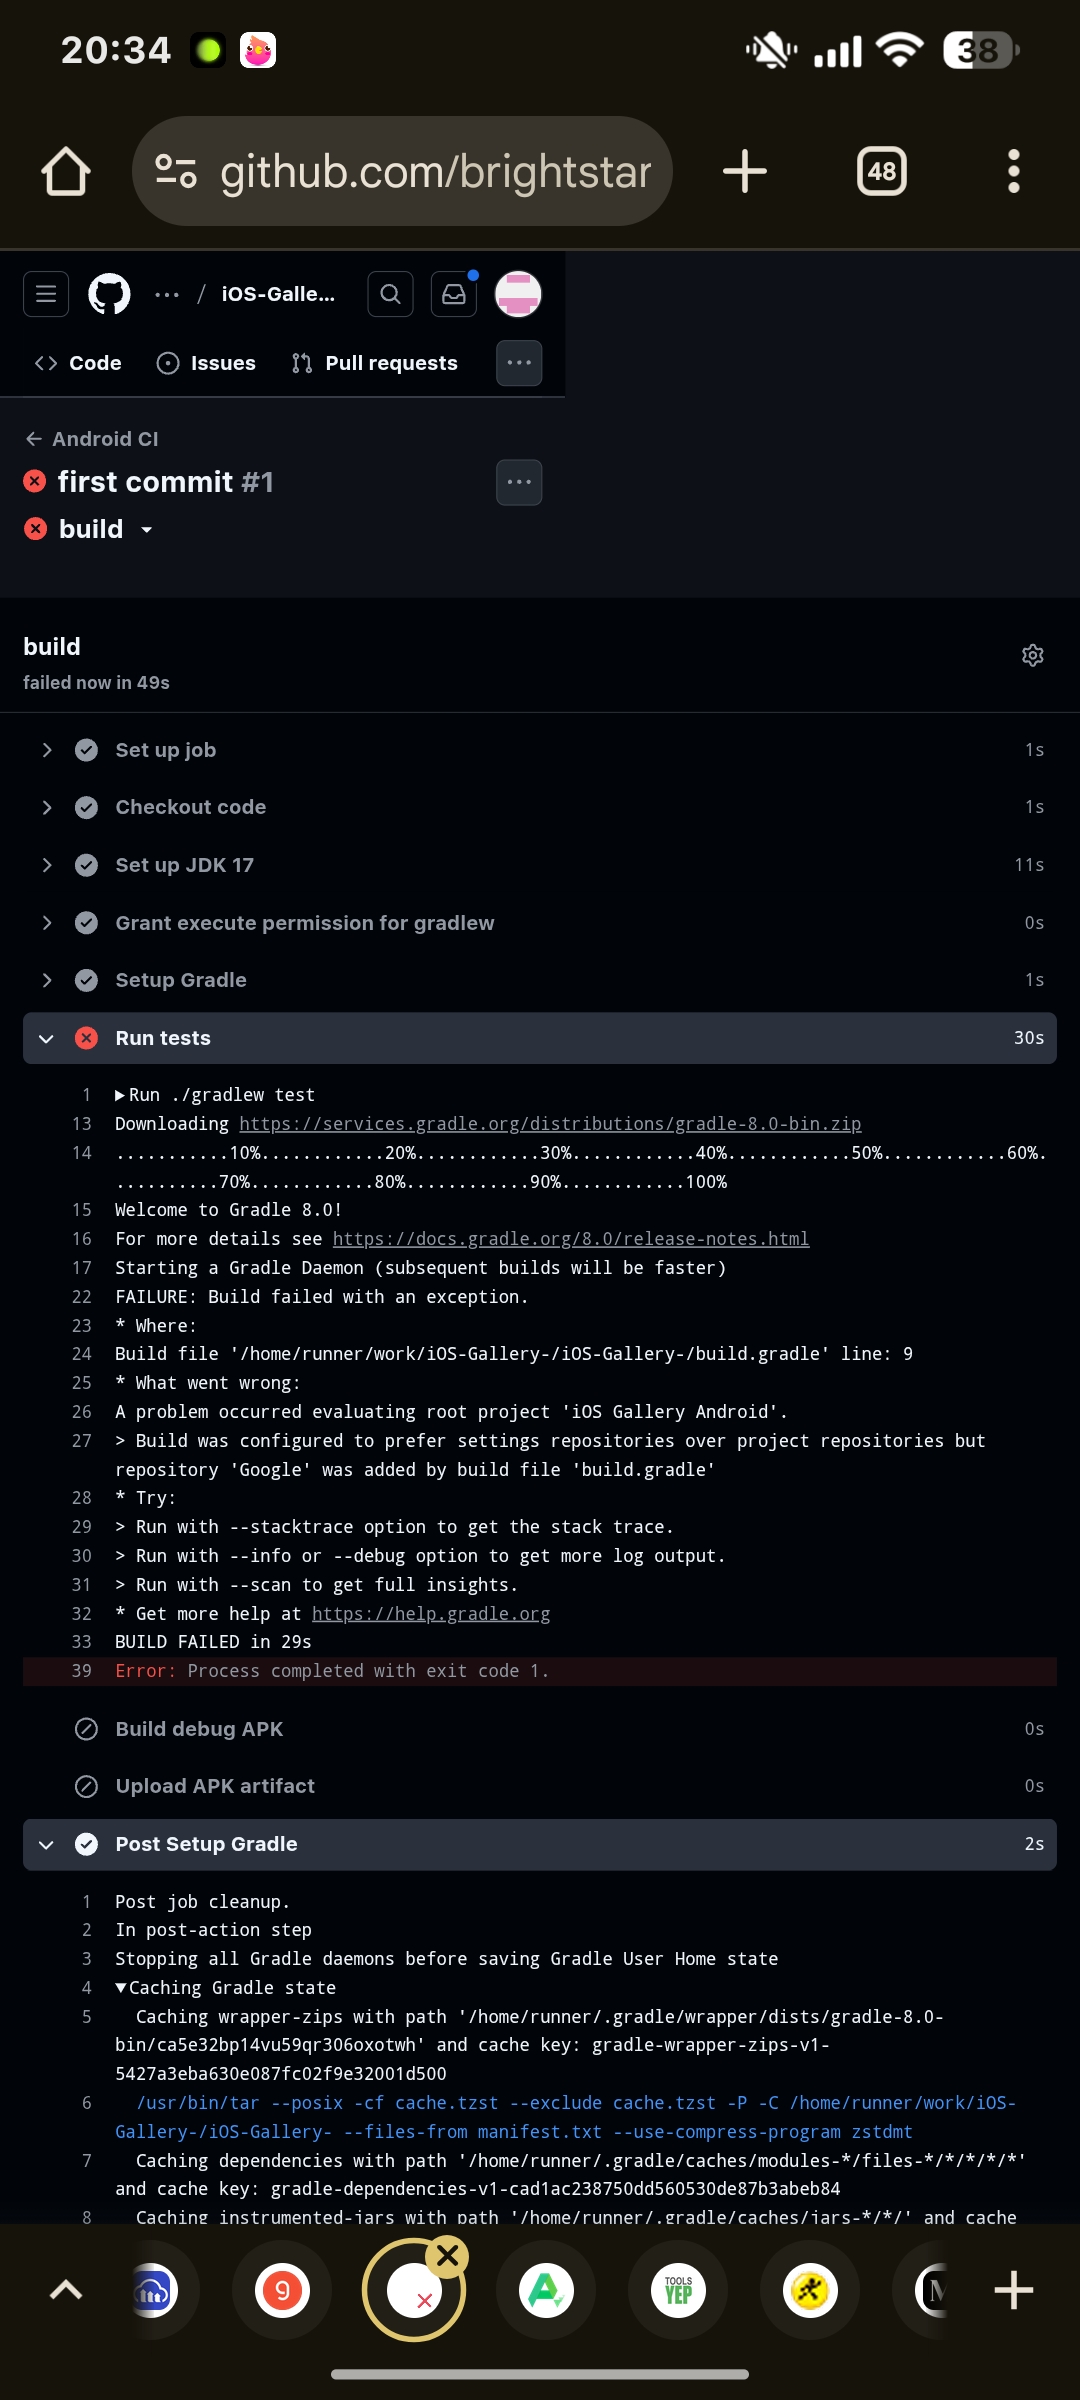 20:34
38
github.com/brightstar
48
... / iOS-Galle...
Code
Issues
Pull requests
...
← Android CI
first commit #1
...
build
build
failed now in 49s
Set up job 1s
Checkout code 1s
Set up JDK 17 11s
Grant execute permission for gradlew 0s
Setup Gradle 1s
Run tests 30s
1 Run ./gradlew test
13 Downloading https://services.gradle.org/distributions/gradle-8.0-bin.zip
14 ...........10%............20%............30%............40%............50%............60%.
..........70%............80%............90%............100%
15 Welcome to Gradle 8.0!
16 For more details see https://docs.gradle.org/8.0/release-notes.html
17 Starting a Gradle Daemon (subsequent builds will be faster)
22 FAILURE: Build failed with an exception.
23 * Where:
24 Build file '/home/runner/work/iOS-Gallery-/iOS-Gallery-/build.gradle' line: 9
25 * What went wrong:
26 A problem occurred evaluating root project 'iOS Gallery Android'.
27 > Build was configured to prefer settings repositories over project repositories but
repository 'Google' was added by build file 'build.gradle'
28 * Try:
29 > Run with --stacktrace option to get the stack trace.
30 > Run with --info or --debug option to get more log output.
31 > Run with --scan to get full insights.
32 * Get more help at https://help.gradle.org
33 BUILD FAILED in 29s
39 Error: Process completed with exit code 1.
Build debug APK 0s
Upload APK artifact 0s
Post Setup Gradle 2s
1 Post job cleanup.
2 In post-action step
3 Stopping all Gradle daemons before saving Gradle User Home state
4 Caching Gradle state
5 Caching wrapper-zips with path '/home/runner/.gradle/wrapper/dists/gradle-8.0-
bin/ca5e32bp14vu59qr306oxotwh' and cache key: gradle-wrapper-zips-v1-
5427a3eba630e087fc02f9e32001d500
6 /usr/bin/tar --posix -cf cache.tzst --exclude cache.tzst -P -C /home/runner/work/iOS-
Gallery-/iOS-Gallery- --files-from manifest.txt --use-compress-program zstdmt
7 Caching dependencies with path '/home/runner/.gradle/caches/modules-*/files-*/*/*/*/*'
and cache key: gradle-dependencies-v1-cad1ac238750dd560530de87b3abeb84
8 Caching instrumented-jars with path '/home/runner/.gradle/caches/jars-*/*/' and cache
TOOLS
YEP
M